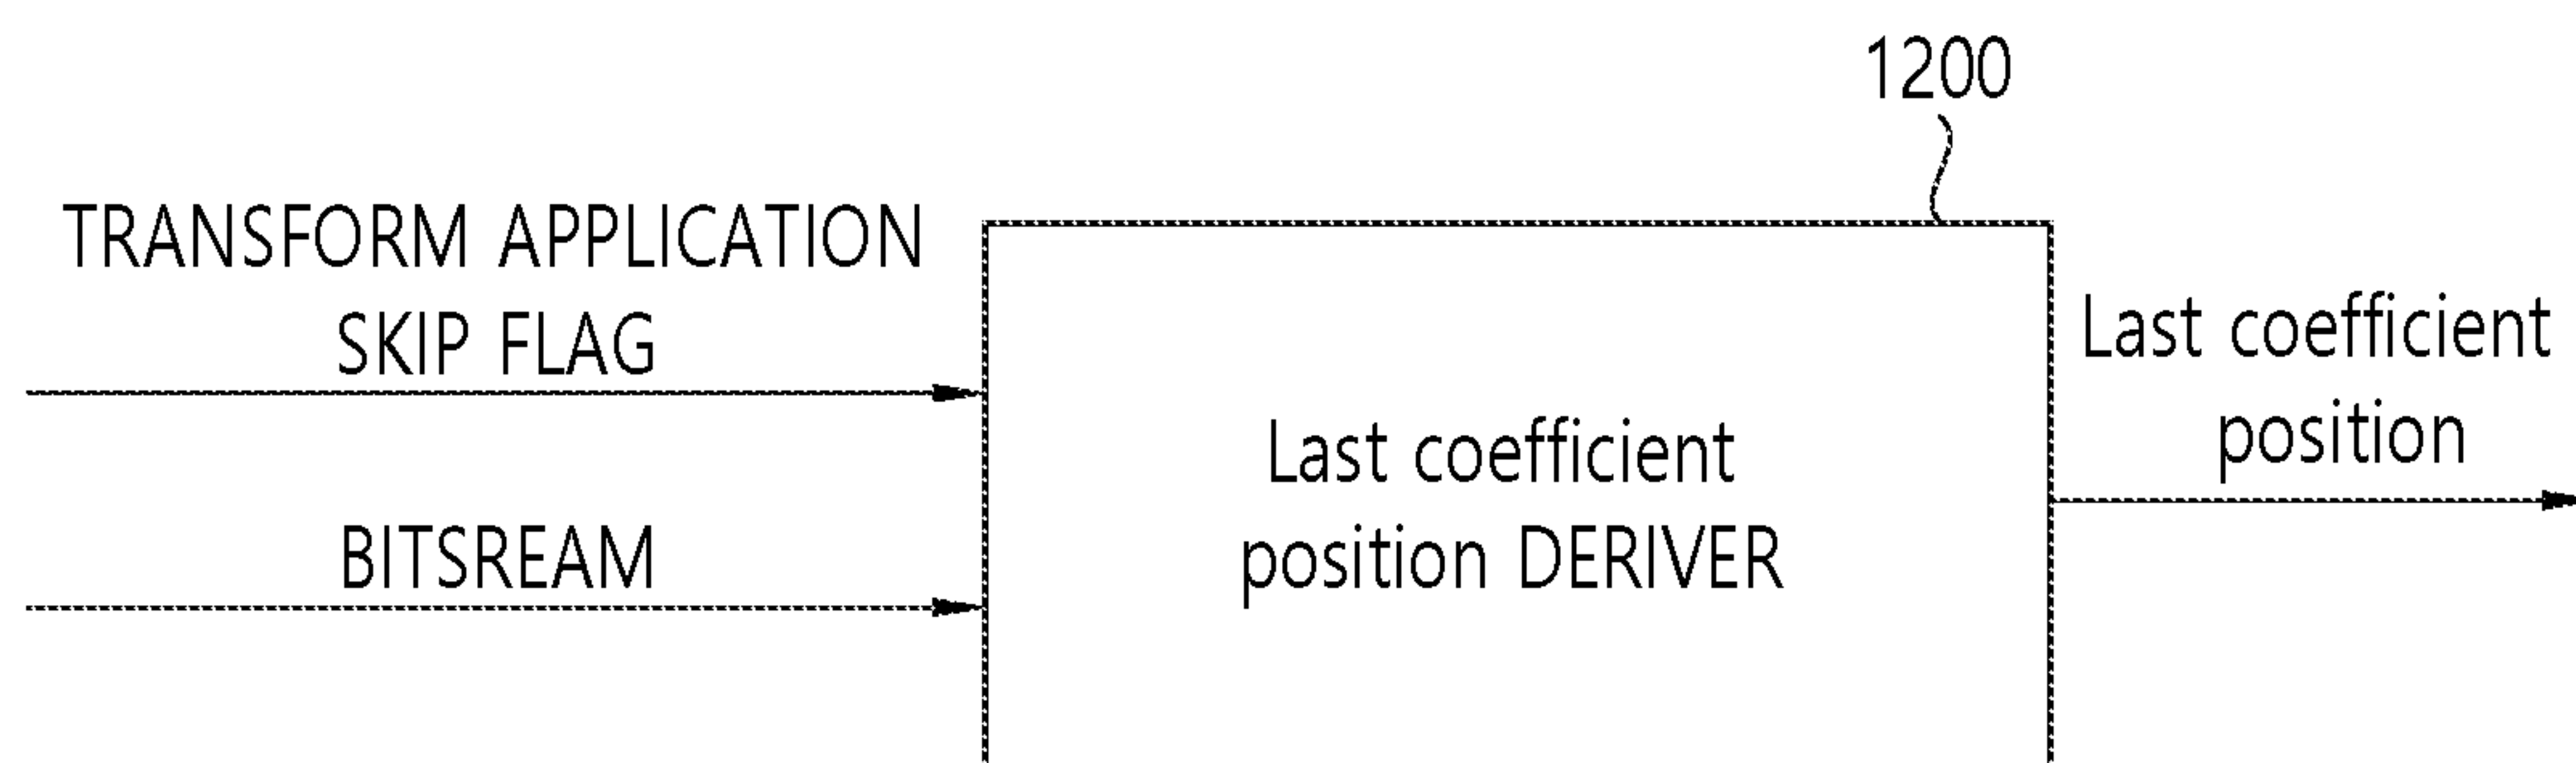 1200
TRANSFORM APPLICATION
SKIP FLAG
BITSREAM
Last coefficient
position DERIVER
Last coefficient
position